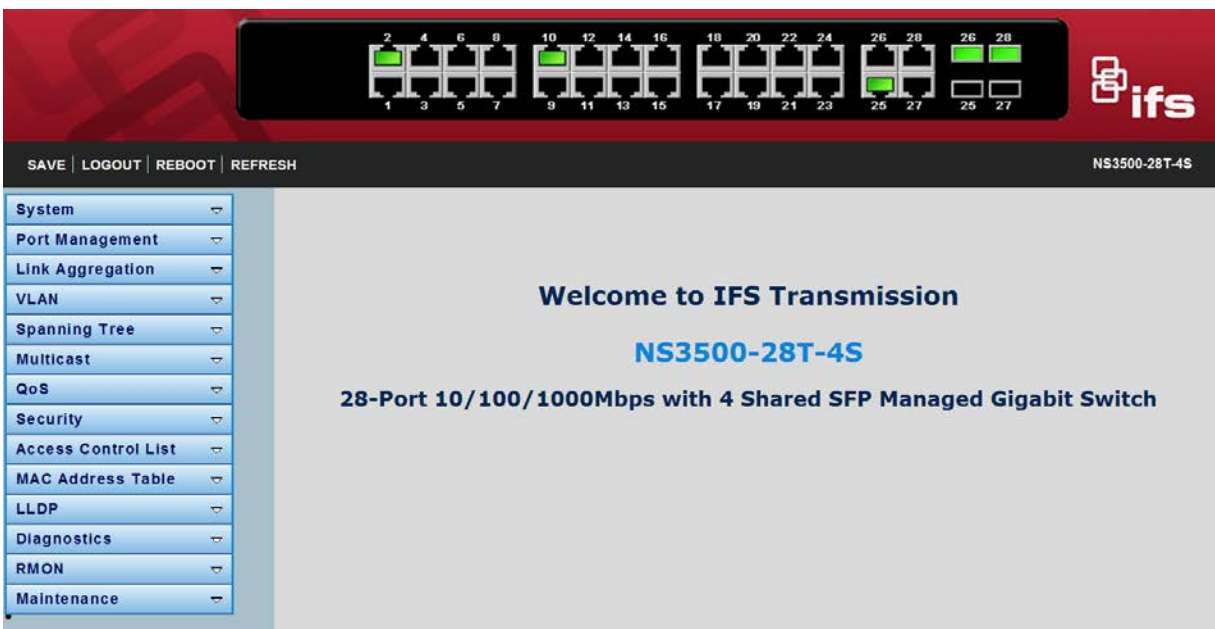 2 4 6 8 10 12 14 16 18 20 22 24 26 28 26 28
1 3 5 7 9 11 13 15 17 19 21 23 25 27 25 27
ifs
SAVE | LOGOUT | REBOOT | REFRESH
NS3500-28T-4S
System
Port Management
Link Aggregation
VLAN
Spanning Tree
Multicast
QoS
Security
Access Control List
MAC Address Table
LLDP
Diagnostics
RMON
Maintenance
Welcome to IFS Transmission
NS3500-28T-4S
28-Port 10/100/1000Mbps with 4 Shared SFP Managed Gigabit Switch